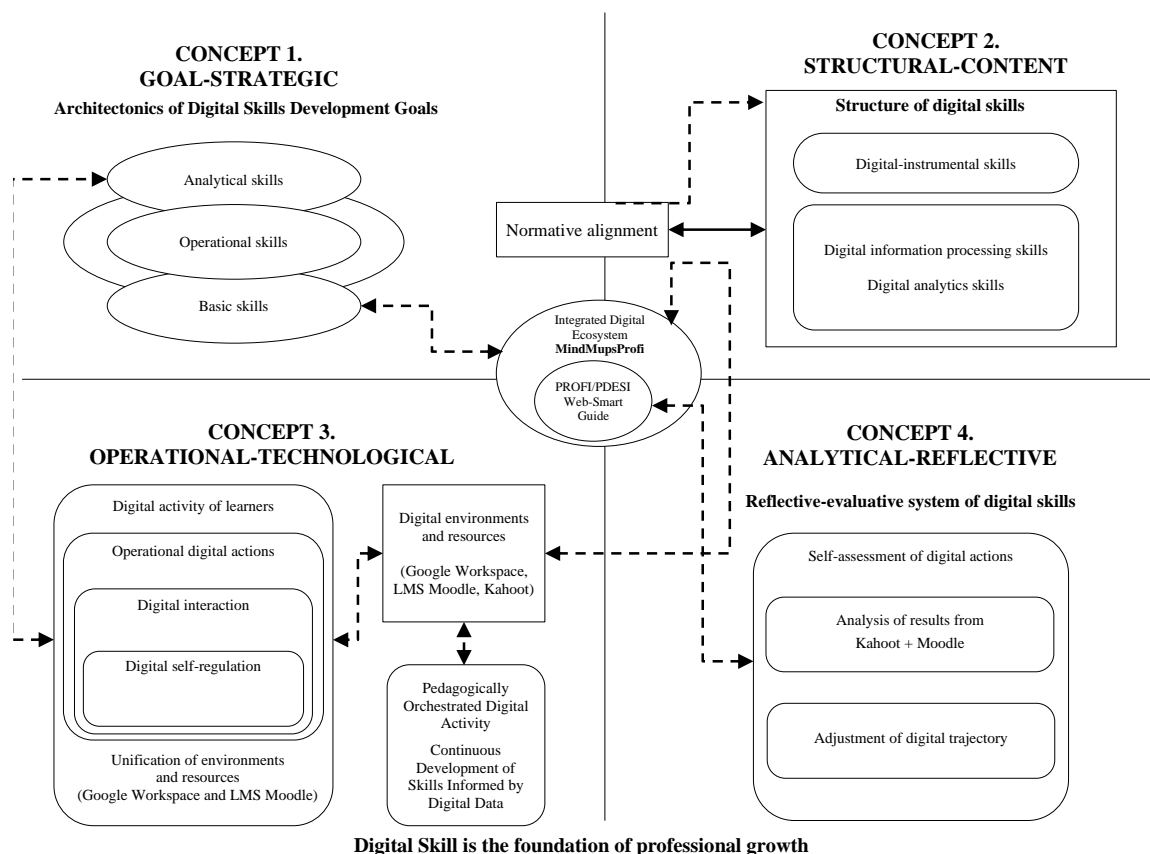 CONCEPT 1.
GOAL-STRATEGIC
Architectonics of Digital Skills Development Goals
Analytical skills
Operational skills
Basic skills
CONCEPT 2.
STRUCTURAL-CONTENT
Structure of digital skills
Digital-instrumental skills
Digital information processing skills
Digital analytics skills
Normative alignment
Integrated Digital
Ecosystem
MindMupsProfi
PROFI/PDESI
Web-Smart
Guide
CONCEPT 3.
OPERATIONAL-TECHNOLOGICAL
Digital activity of learners
Operational digital actions
Digital interaction
Digital self-regulation
Unification of environments
and resources
(Google Workspace and LMS Moodle)
Digital environments
and resources
(Google Workspace,
LMS Moodle, Kahoot)
Pedagogically
Orchestrated Digital
Activity
Continuous
Development of
Skills Informed by
Digital Data
CONCEPT 4.
ANALYTICAL-REFLECTIVE
Reflective-evaluative system of digital skills
Self-assessment of digital actions
Analysis of results from
Kahoot + Moodle
Adjustment of digital trajectory
Digital Skill is the foundation of professional growth